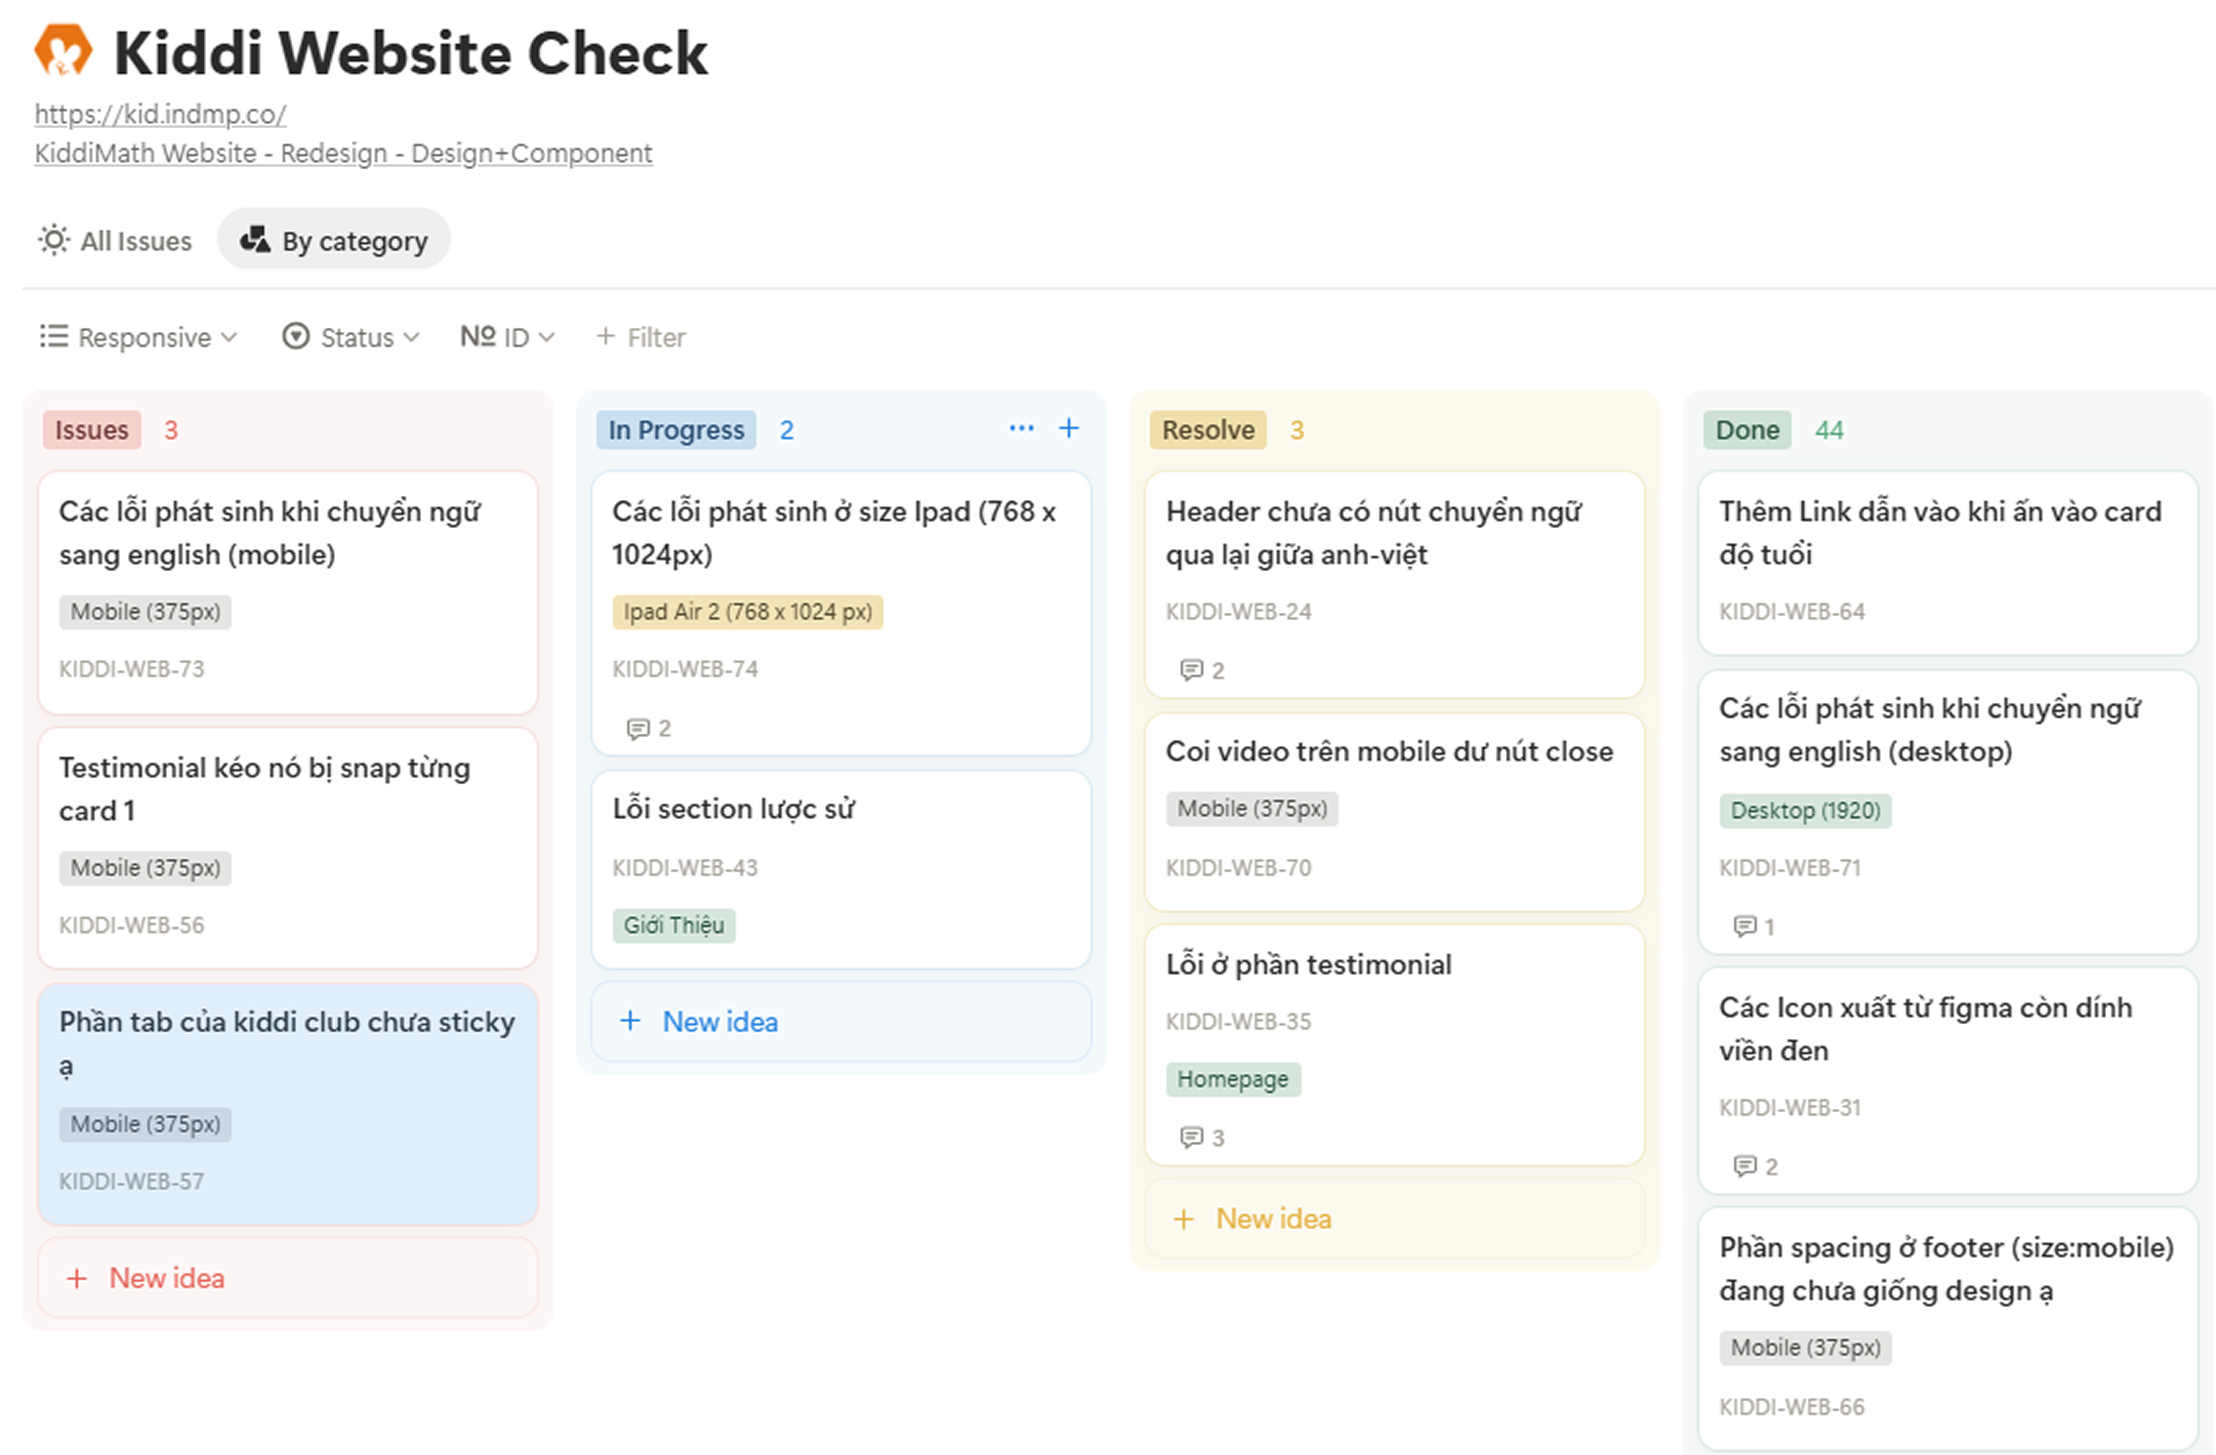 Kiddi Website Check
https://kid.indmp.co/
KiddiMath Website - Redesign - Design+Component
All Issues
By category
Responsive
Status
Nº ID
+ Filter
Issues 3
Các lỗi phát sinh khi chuyển ngữ
sang english (mobile)
Mobile (375px)
KIDDI-WEB-73
Testimonial kéo nó bị snap từng
card 1
Mobile (375px)
KIDDI-WEB-56
Phần tab của kiddi club chưa sticky
ạ
Mobile (375px)
KIDDI-WEB-57
+ New idea
In Progress 2 ... +
Các lỗi phát sinh ở size Ipad (768 x
1024px)
Ipad Air 2 (768 x 1024 px)
KIDDI-WEB-74
2
Lỗi section lược sử
KIDDI-WEB-43
Giới Thiệu
+ New idea
Resolve 3
Header chưa có nút chuyển ngữ
qua lại giữa anh-việt
KIDDI-WEB-24
2
Coi video trên mobile dư nút close
Mobile (375px)
KIDDI-WEB-70
Lỗi ở phần testimonial
KIDDI-WEB-35
Homepage
3
+ New idea
Done 44
Thêm Link dẫn vào khi ấn vào card
độ tuổi
KIDDI-WEB-64
Các lỗi phát sinh khi chuyển ngữ
sang english (desktop)
Desktop (1920)
KIDDI-WEB-71
1
Các Icon xuất từ figma còn dính
viền đen
KIDDI-WEB-31
2
Phần spacing ở footer (size:mobile)
đang chưa giống design ạ
Mobile (375px)
KIDDI-WEB-66